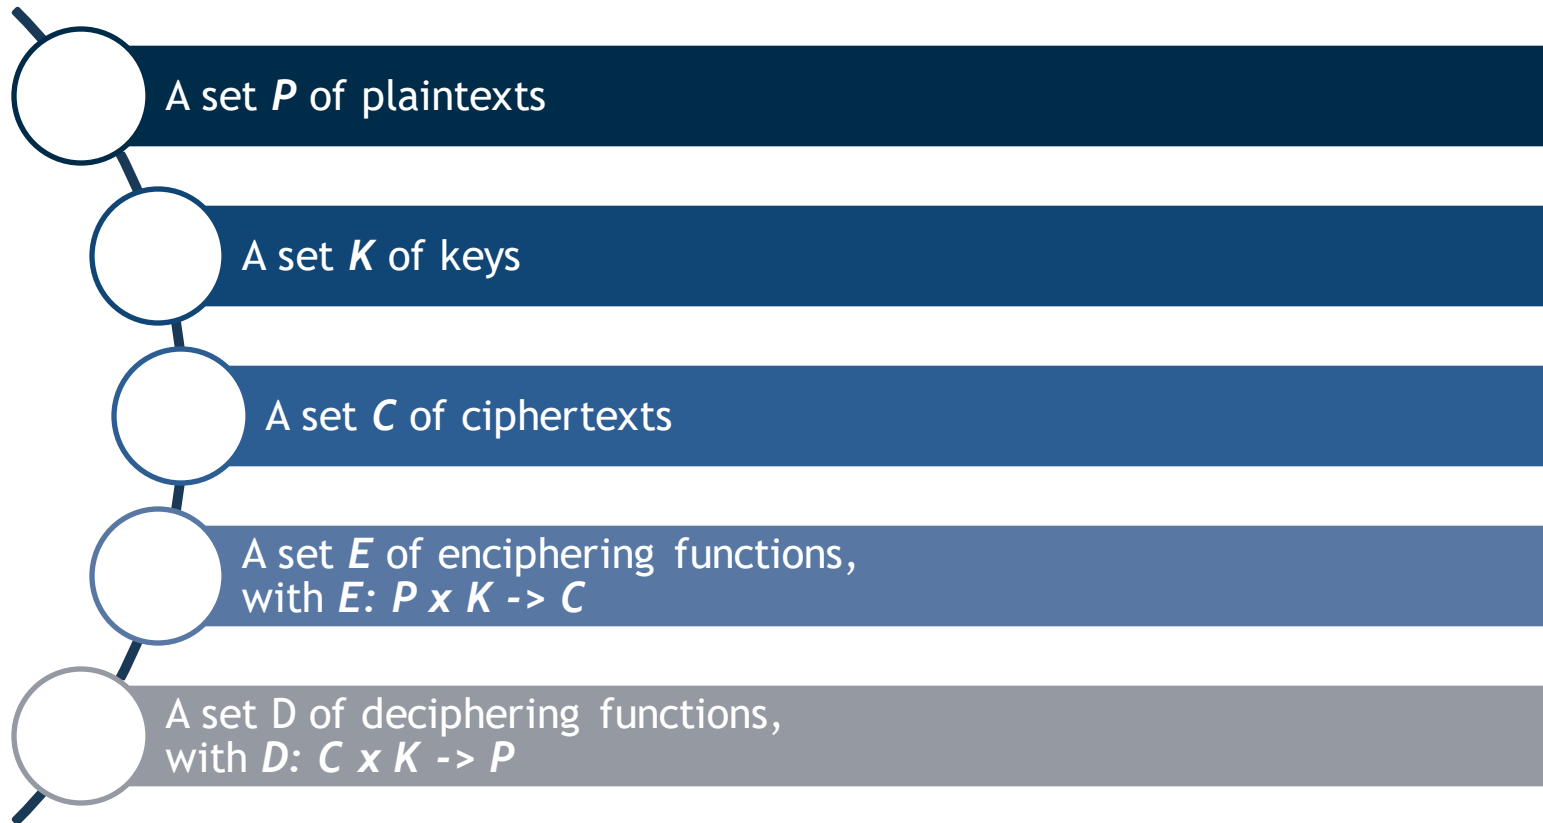 A set P of plaintexts
A set K of keys
A set C of ciphertexts
A set E of enciphering functions,
with E: P x K -> C
A set D of deciphering functions,
with D: C x K -> P